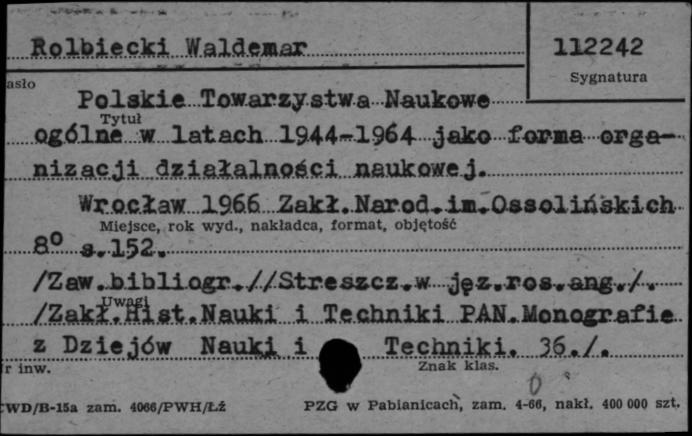 Rolbiecki Waldemar
112242
Sygnatura
asło
Polskie Towarzystwa Naukowe
Tytuł
ogólne w latach 1944-1964 jako forma orga-
nizacji działalności naukowej.
Wrocław 1966 Zakł.Narod.im.Ossolińskich
Miejsce, rok wyd., nakładca, format, objętość
8° s.152.
/Zaw.bibliogr.//Streszcz.w jęz.ros.ang./.
Uwagi
/Zakł.Hist.Nauki i Techniki PAN.Monografie
z Dziejów Nauki i Techniki. 36./.
r inw.
Znak klas.
0
WD/B-15a zam. 4066/PWH/Łź
PZG w Pabianicach, zam. 4-66, nakł. 400 000 szt.